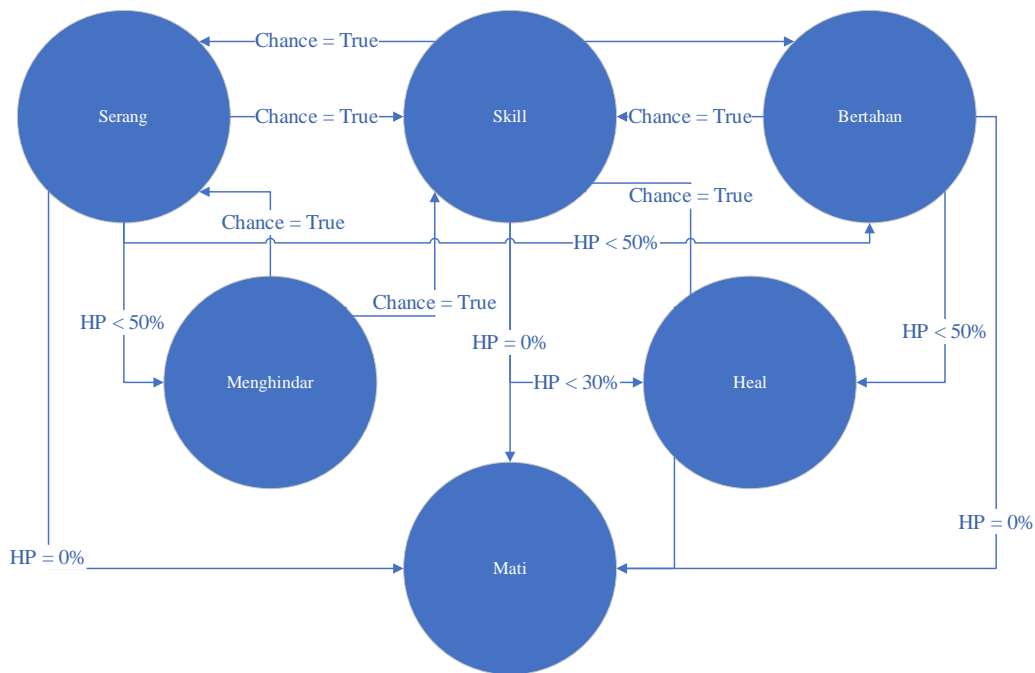 Chance = True
Serang
Chance = True
Skill
Chance = True
Bertahan
Chance = True
Chance = True
HP < 50%
Chance = True
HP < 50%
HP = 0%
HP < 50%
Menghindar
HP < 30%
Heal
HP = 0%
HP = 0%
Mati